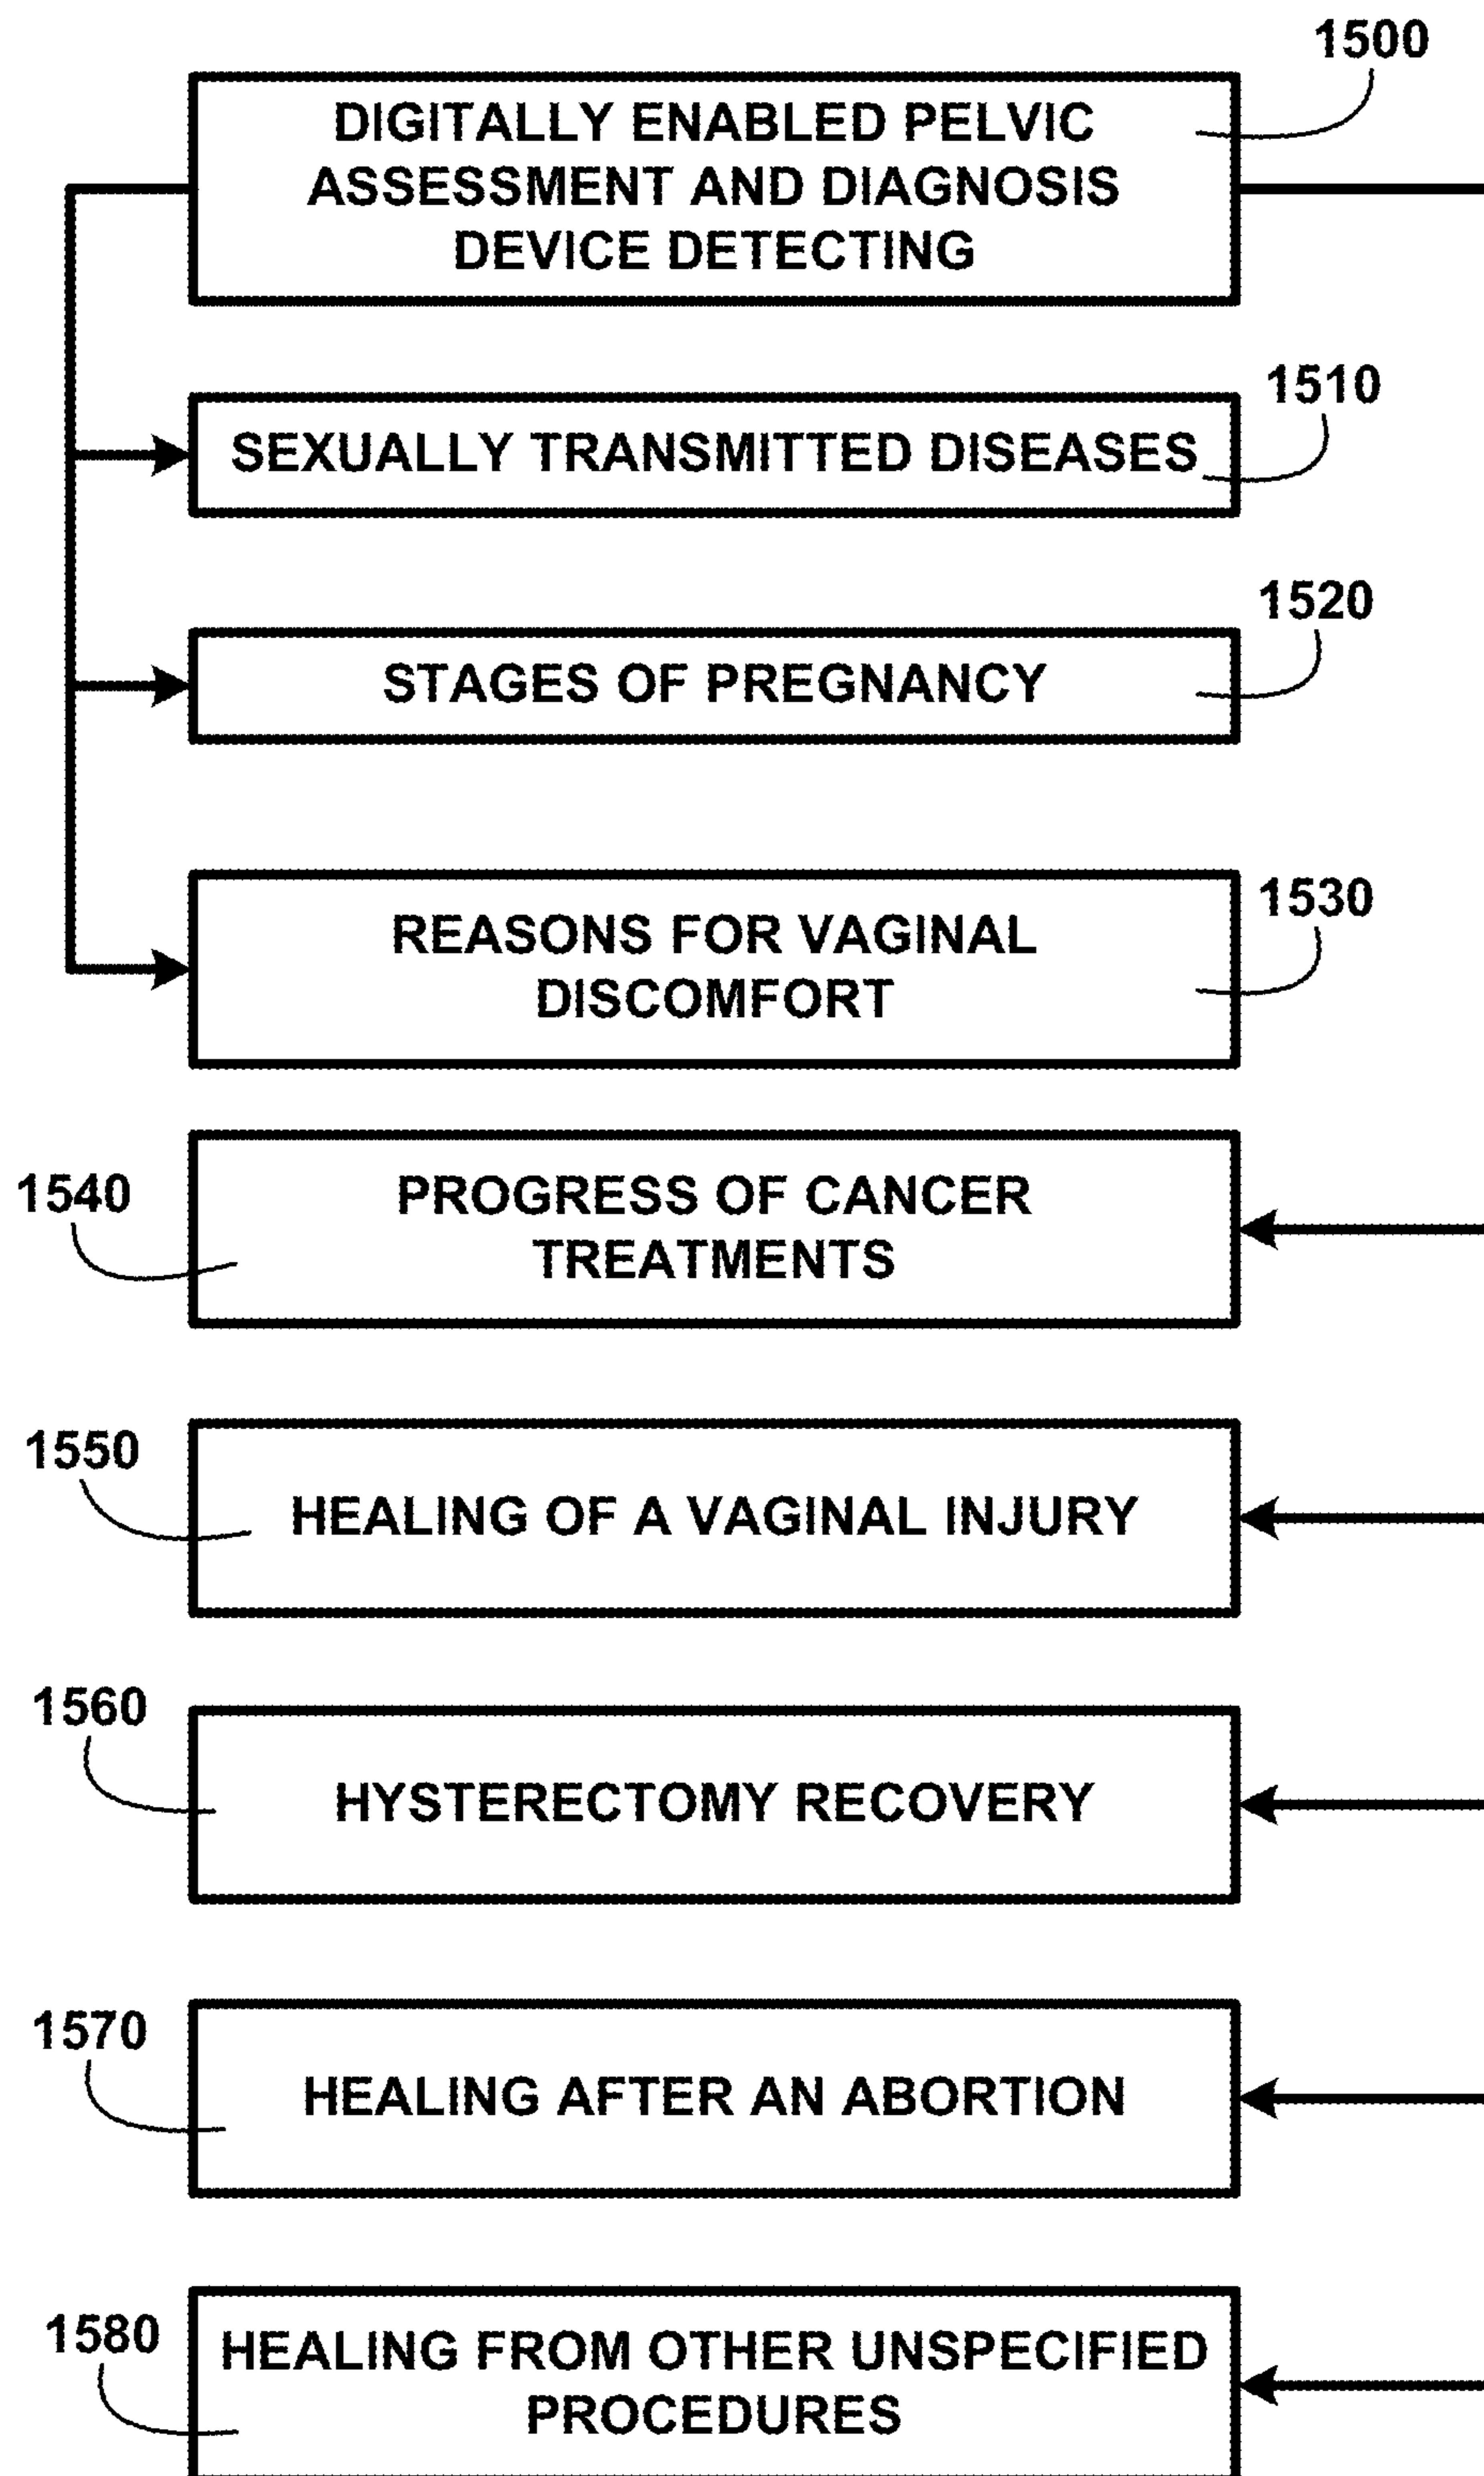 1500
DIGITALLY ENABLED PELVIC
ASSESSMENT AND DIAGNOSIS
DEVICE DETECTING
1510
SEXUALLY TRANSMITTED DISEASES
1520
STAGES OF PREGNANCY
1530
REASONS FOR VAGINAL
DISCOMFORT
1540
PROGRESS OF CANCER
TREATMENTS
1550
HEALING OF A VAGINAL INJURY
1560
HYSTERECTOMY RECOVERY
1570
HEALING AFTER AN ABORTION
1580
HEALING FROM OTHER UNSPECIFIED
PROCEDURES